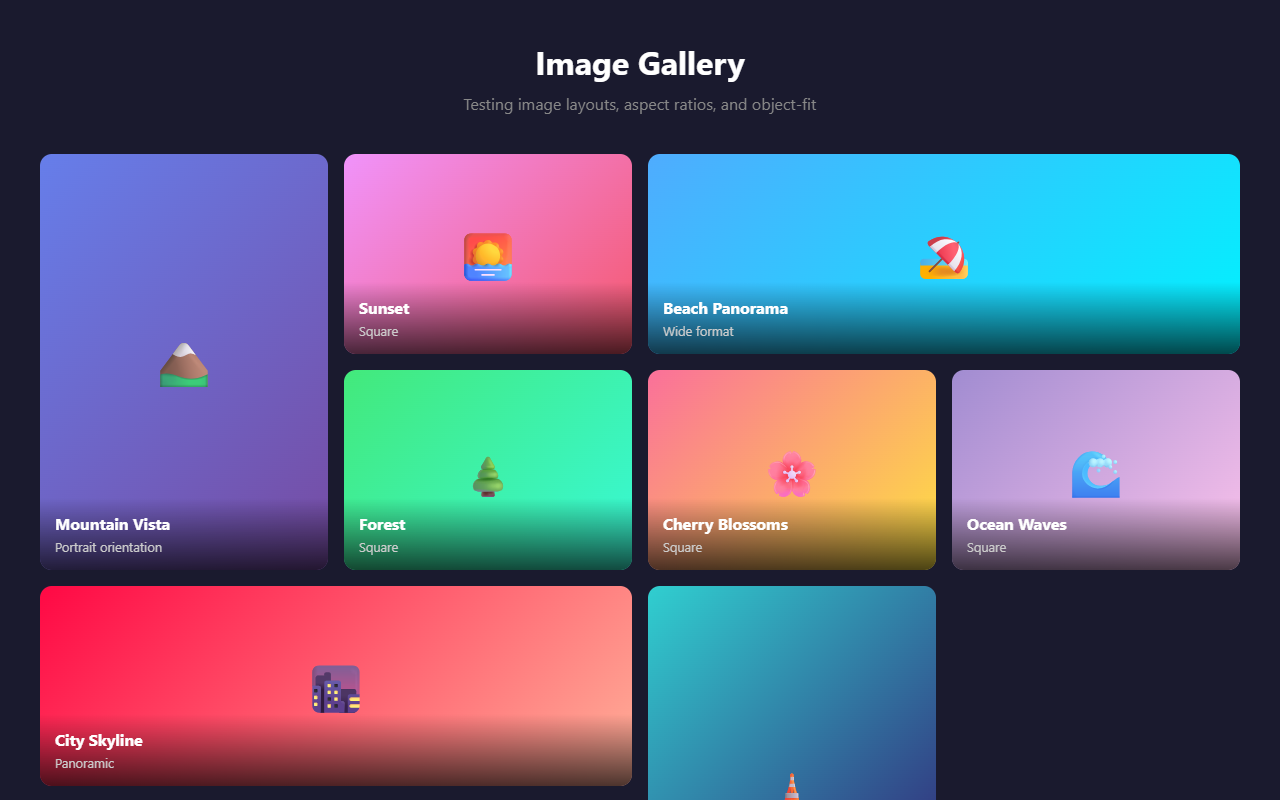 Image Gallery
Testing image layouts, aspect ratios, and object-fit
Sunset
Square
Beach Panorama
Wide format
Mountain Vista
Portrait orientation
Forest
Square
Cherry Blossoms
Square
Ocean Waves
Square
City Skyline
Panoramic